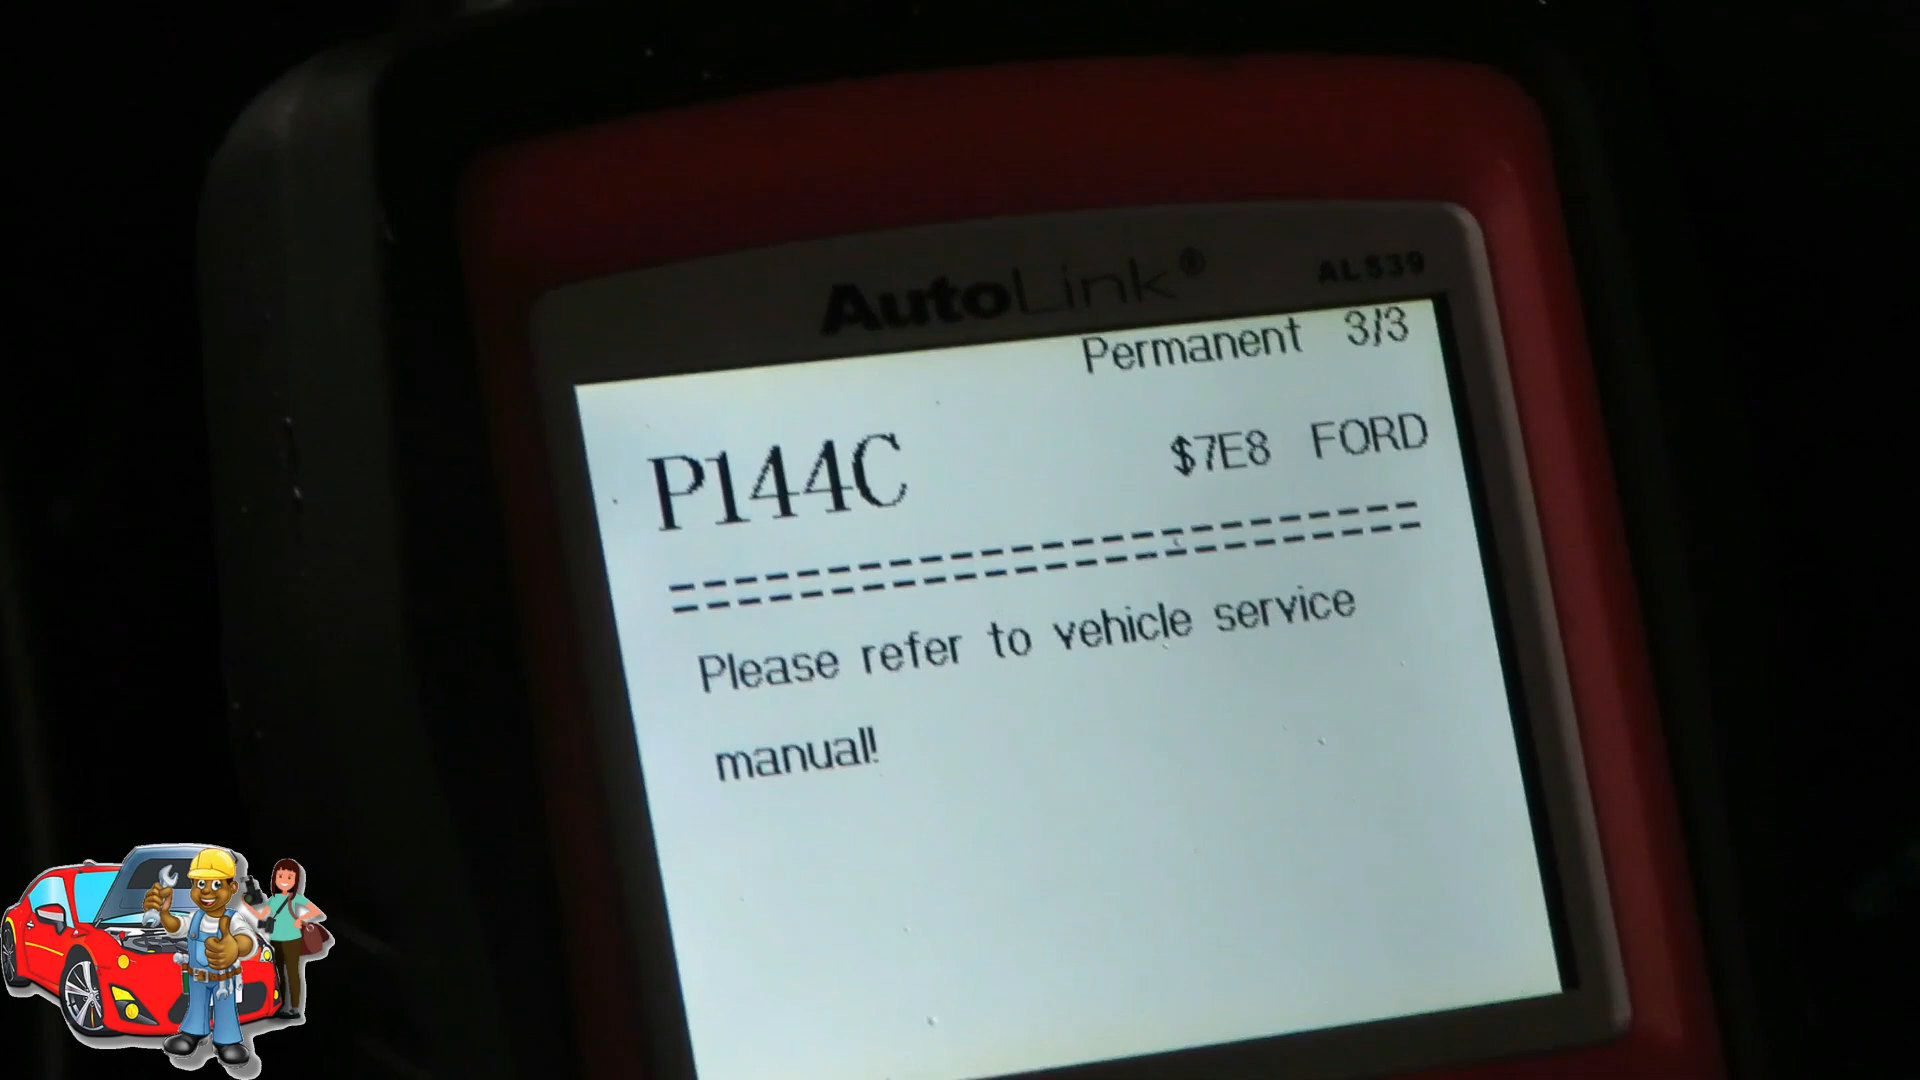 AutoLink® AL539
Permanent 3/3
P144C $7E8 FORD
================================
Please refer to vehicle service
manual!